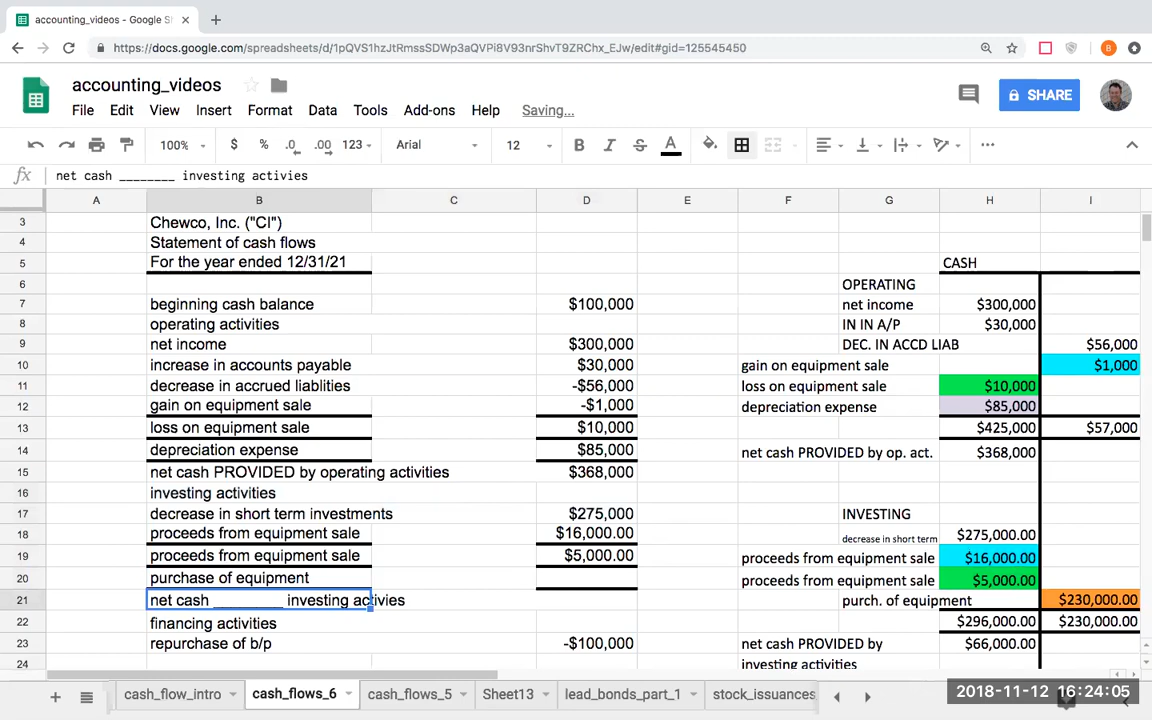 accounting_videos - Google S
https://docs.google.com/spreadsheets/d/1pQVS1hzJtRmssSDWp3aQVPi8V93nrShvT9ZRChx_EJw/edit#gid=125545450
B
accounting_videos
File Edit View Insert Format Data Tools Add-ons Help Saving...
SHARE
100% $ % .0 .00 123 Arial 12 B I S A
fx net cash ________ investing activies
A B C D E F G H I
3 Chewco, Inc. ("CI")
4 Statement of cash flows
5 For the year ended 12/31/21 CASH
6 OPERATING
7 beginning cash balance $100,000 net income $300,000
8 operating activities IN IN A/P $30,000
9 net income $300,000 DEC. IN ACCD LIAB $56,000
10 increase in accounts payable $30,000 gain on equipment sale $1,000
11 decrease in accrued liablities -$56,000 loss on equipment sale $10,000
12 gain on equipment sale -$1,000 depreciation expense $85,000
13 loss on equipment sale $10,000 $425,000 $57,000
14 depreciation expense $85,000 net cash PROVIDED by op. act. $368,000
15 net cash PROVIDED by operating activities $368,000
16 investing activities
17 decrease in short term investments $275,000 INVESTING
18 proceeds from equipment sale $16,000.00 decrease in short term $275,000.00
19 proceeds from equipment sale $5,000.00 proceeds from equipment sale $16,000.00
20 purchase of equipment proceeds from equipment sale $5,000.00
21 net cash ________ investing activies purch. of equipment $230,000.00
22 financing activities $296,000.00 $230,000.00
23 repurchase of b/p -$100,000 net cash PROVIDED by $66,000.00
24 investing activities
cash_flow_intro cash_flows_6 cash_flows_5 Sheet13 lead_bonds_part_1 stock_issuances
2018-11-12 16:24:05